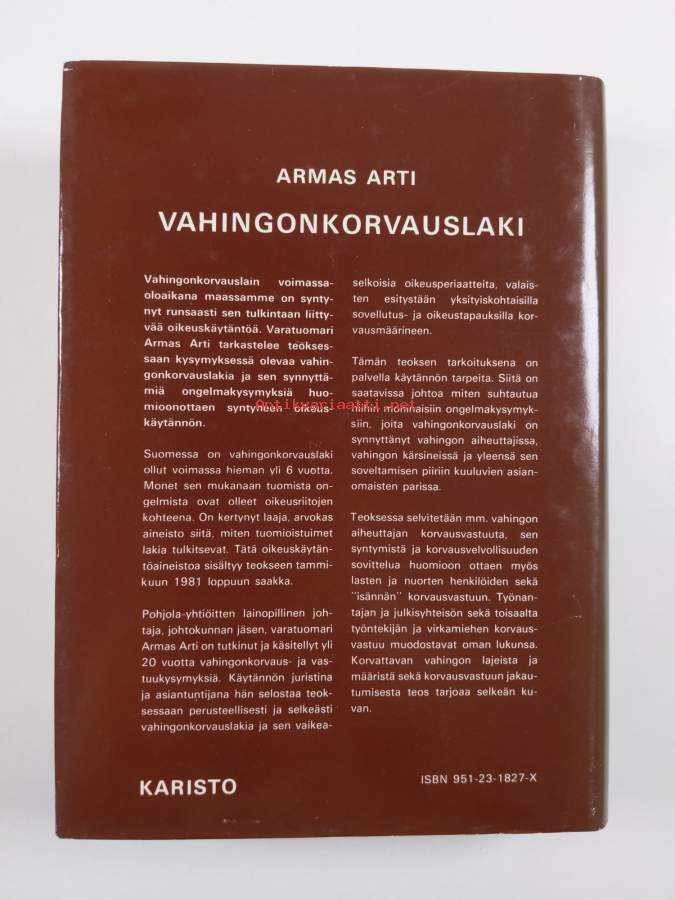 ARMAS ARTI
VAHINGONKORVAUSLAKI
Vahingonkorvauslain voimassa-
oloaikana maassamme on synty-
nyt runsaasti sen tulkintaan liitty-
vää oikeuskäytäntöä. Varatuomari
Armas Arti tarkastelee teokses-
saan kysymyksessä olevaa vahin-
gonkorvauslakia ja sen synnyttä-
miä ongelmakysymyksiä huo-
mioonottaen syntyneen oikeus-
käytännön.
Suomessa on vahingonkorvauslaki
ollut voimassa hieman yli 6 vuotta.
Monet sen mukanaan tuomista on-
gelmista ovat olleet oikeusriitojen
kohteena. On kertynyt laaja, arvokas
aineisto siitä, miten tuomioistuimet
lakia tulkitsevat. Tätä oikeuskäytän-
töaineistoa sisältyy teokseen tammi-
kuun 1981 loppuun saakka.
Pohjola-yhtiöitten lainopillinen joh-
taja, johtokunnan jäsen, varatuomari
Armas Arti on tutkinut ja käsitellyt yli
20 vuotta vahingonkorvaus- ja vas-
tuukysymyksiä. Käytännön juristina
ja asiantuntijana hän selostaa teok-
sessaan perusteellisesti ja selkeästi
vahingonkorvauslakia ja sen vaikea-
selkoisia oikeusperiaatteita, valais-
ten esitystään yksityiskohtaisilla
sovellutus- ja oikeustapauksilla kor-
vausmäärineen.
Tämän teoksen tarkoituksena on
palvella käytännön tarpeita. Siitä on
saatavissa johtoa miten suhtautua
niihin moninaisiin ongelmakysymyk-
siin, joita vahingonkorvauslaki on
synnyttänyt vahingon aiheuttajissa,
vahingon kärsineissä ja yleensä sen
soveltamisen piiriin kuuluvien asian-
omaisten parissa.
Teoksessa selvitetään mm. vahingon
aiheuttajan korvausvastuuta, sen
syntymistä ja korvausvelvollisuuden
sovittelua huomioon ottaen myös
lasten ja nuorten henkilöiden sekä
"isännän" korvausvastuun. Työnan-
tajan ja julkisyhteisön sekä toisaalta
työntekijän ja virkamiehen korvaus-
vastuu muodostavat oman lukunsa.
Korvattavan vahingon lajeista ja
määristä sekä korvausvastuun jakau-
tumisesta teos tarjoaa selkeän ku-
van.
Antikvariaatti.net
KARISTO
ISBN 951-23-1827-X